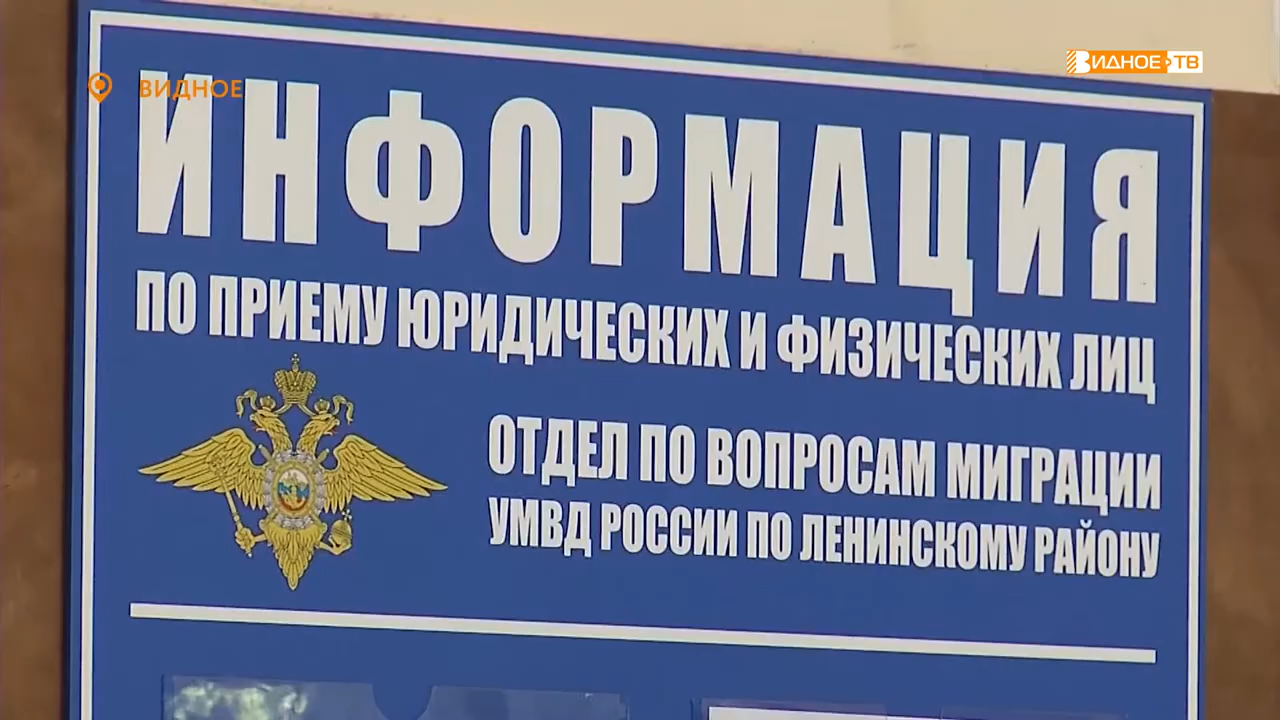 ВИДНОЕ
ВИДНОЕ ТВ
ИНФОРМАЦИЯ
ПО ПРИЕМУ ЮРИДИЧЕСКИХ И ФИЗИЧЕСКИХ ЛИЦ
ОТДЕЛ ПО ВОПРОСАМ МИГРАЦИИ
УМВД РОССИИ ПО ЛЕНИНСКОМУ РАЙОНУ